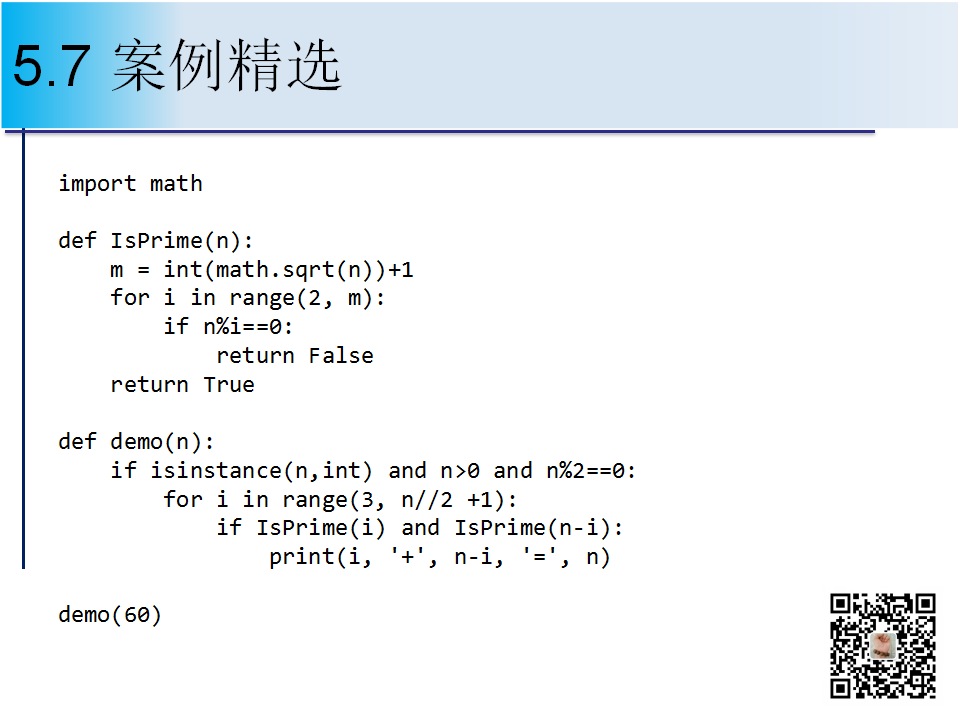 5.7 案例精选
import math
def IsPrime(n):
    m = int(math.sqrt(n))+1
    for i in range(2, m):
        if n%i==0:
            return False
    return True
def demo(n):
    if isinstance(n,int) and n>0 and n%2==0:
        for i in range(3, n//2 +1):
            if IsPrime(i) and IsPrime(n-i):
                print(i, '+', n-i, '=', n)
demo(60)